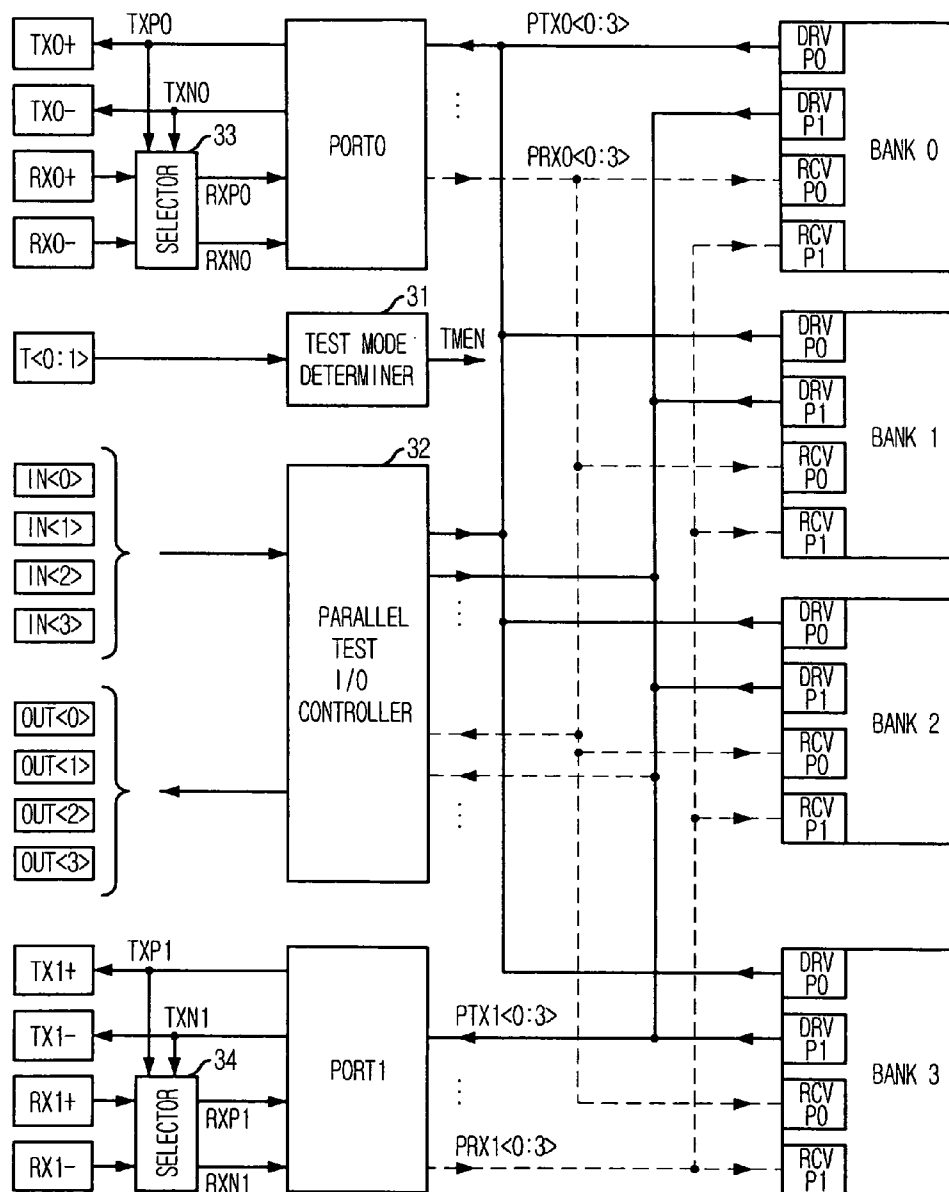 TX0+
TX0-
RX0+
RX0-
TXP0
TXN0
33
SELECTOR
RXP0
RXN0
PORT0
PTX0<0:3>
PRX0<0:3>
DRV
P0
DRV
P1
RCV
P0
RCV
P1
BANK 0
T<0:1>
31
TEST MODE
DETERMINER
TMEN
DRV
P0
DRV
P1
RCV
P0
RCV
P1
BANK 1
IN<0>
IN<1>
IN<2>
IN<3>
OUT<0>
OUT<1>
OUT<2>
OUT<3>
32
PARALLEL
TEST
I/O
CONTROLLER
DRV
P0
DRV
P1
RCV
P0
RCV
P1
BANK 2
TX1+
TX1-
RX1+
RX1-
TXP1
TXN1
34
SELECTOR
RXP1
RXN1
PORT1
PTX1<0:3>
PRX1<0:3>
DRV
P0
DRV
P1
RCV
P0
RCV
P1
BANK 3